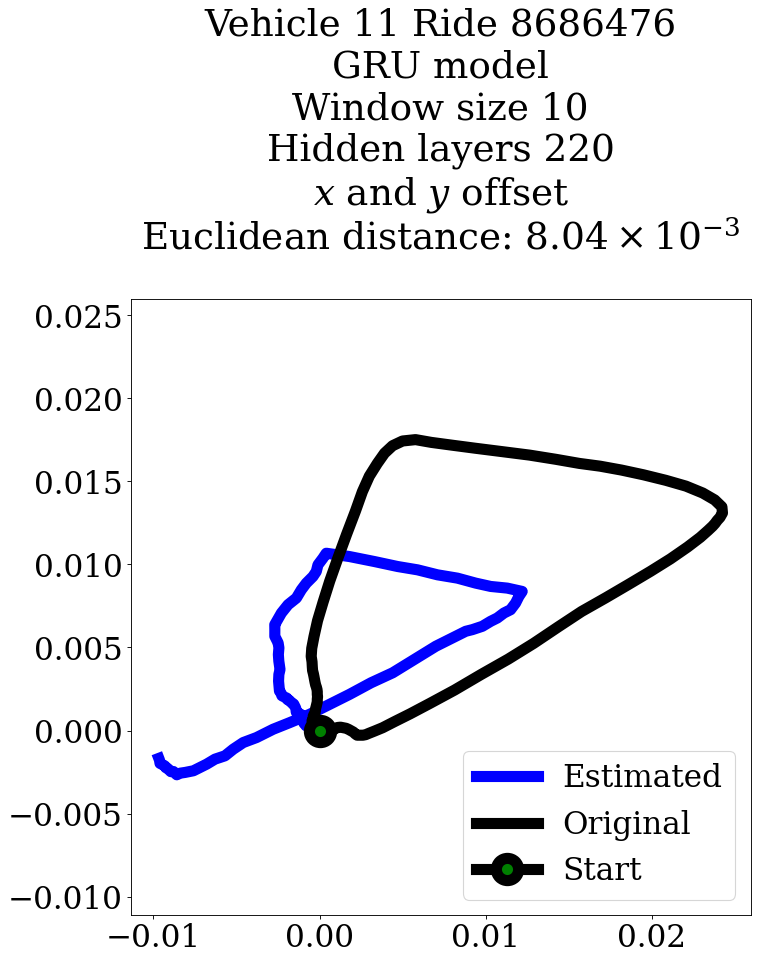 Vehicle 11 Ride 8686476
GRU model
Window size 10
Hidden layers 220
x and y offset
Euclidean distance: 8.04 × 10⁻³
0.025
0.020
0.015
0.010
0.005
0.000
−0.005
−0.010
−0.01 0.00 0.01 0.02
Estimated
Original
Start